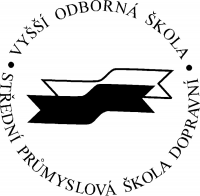 VYŠŠÍ ODBORNÁ ŠKOLA
STŘEDNÍ PRŮMYSLOVÁ ŠKOLA DOPRAVNÍ